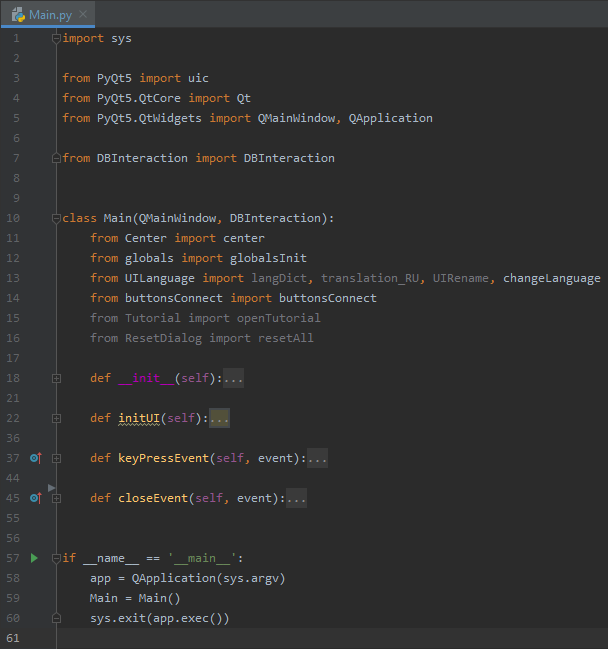 Main.py
1 import sys
2
3 from PyQt5 import uic
4 from PyQt5.QtCore import Qt
5 from PyQt5.QtWidgets import QMainWindow, QApplication
6
7 from DBInteraction import DBInteraction
8
9
10 class Main(QMainWindow, DBInteraction):
11     from Center import center
12     from globals import globalsInit
13     from UILanguage import langDict, translation_RU, UIRename, changeLanguage
14     from buttonsConnect import buttonsConnect
15     from Tutorial import openTutorial
16     from ResetDialog import resetAll
17
18     def __init__(self):...
21
22     def initUI(self):...
36
37     def keyPressEvent(self, event):...
44
45     def closeEvent(self, event):...
55
56
57 if __name__ == '__main__':
58     app = QApplication(sys.argv)
59     Main = Main()
60     sys.exit(app.exec())
61